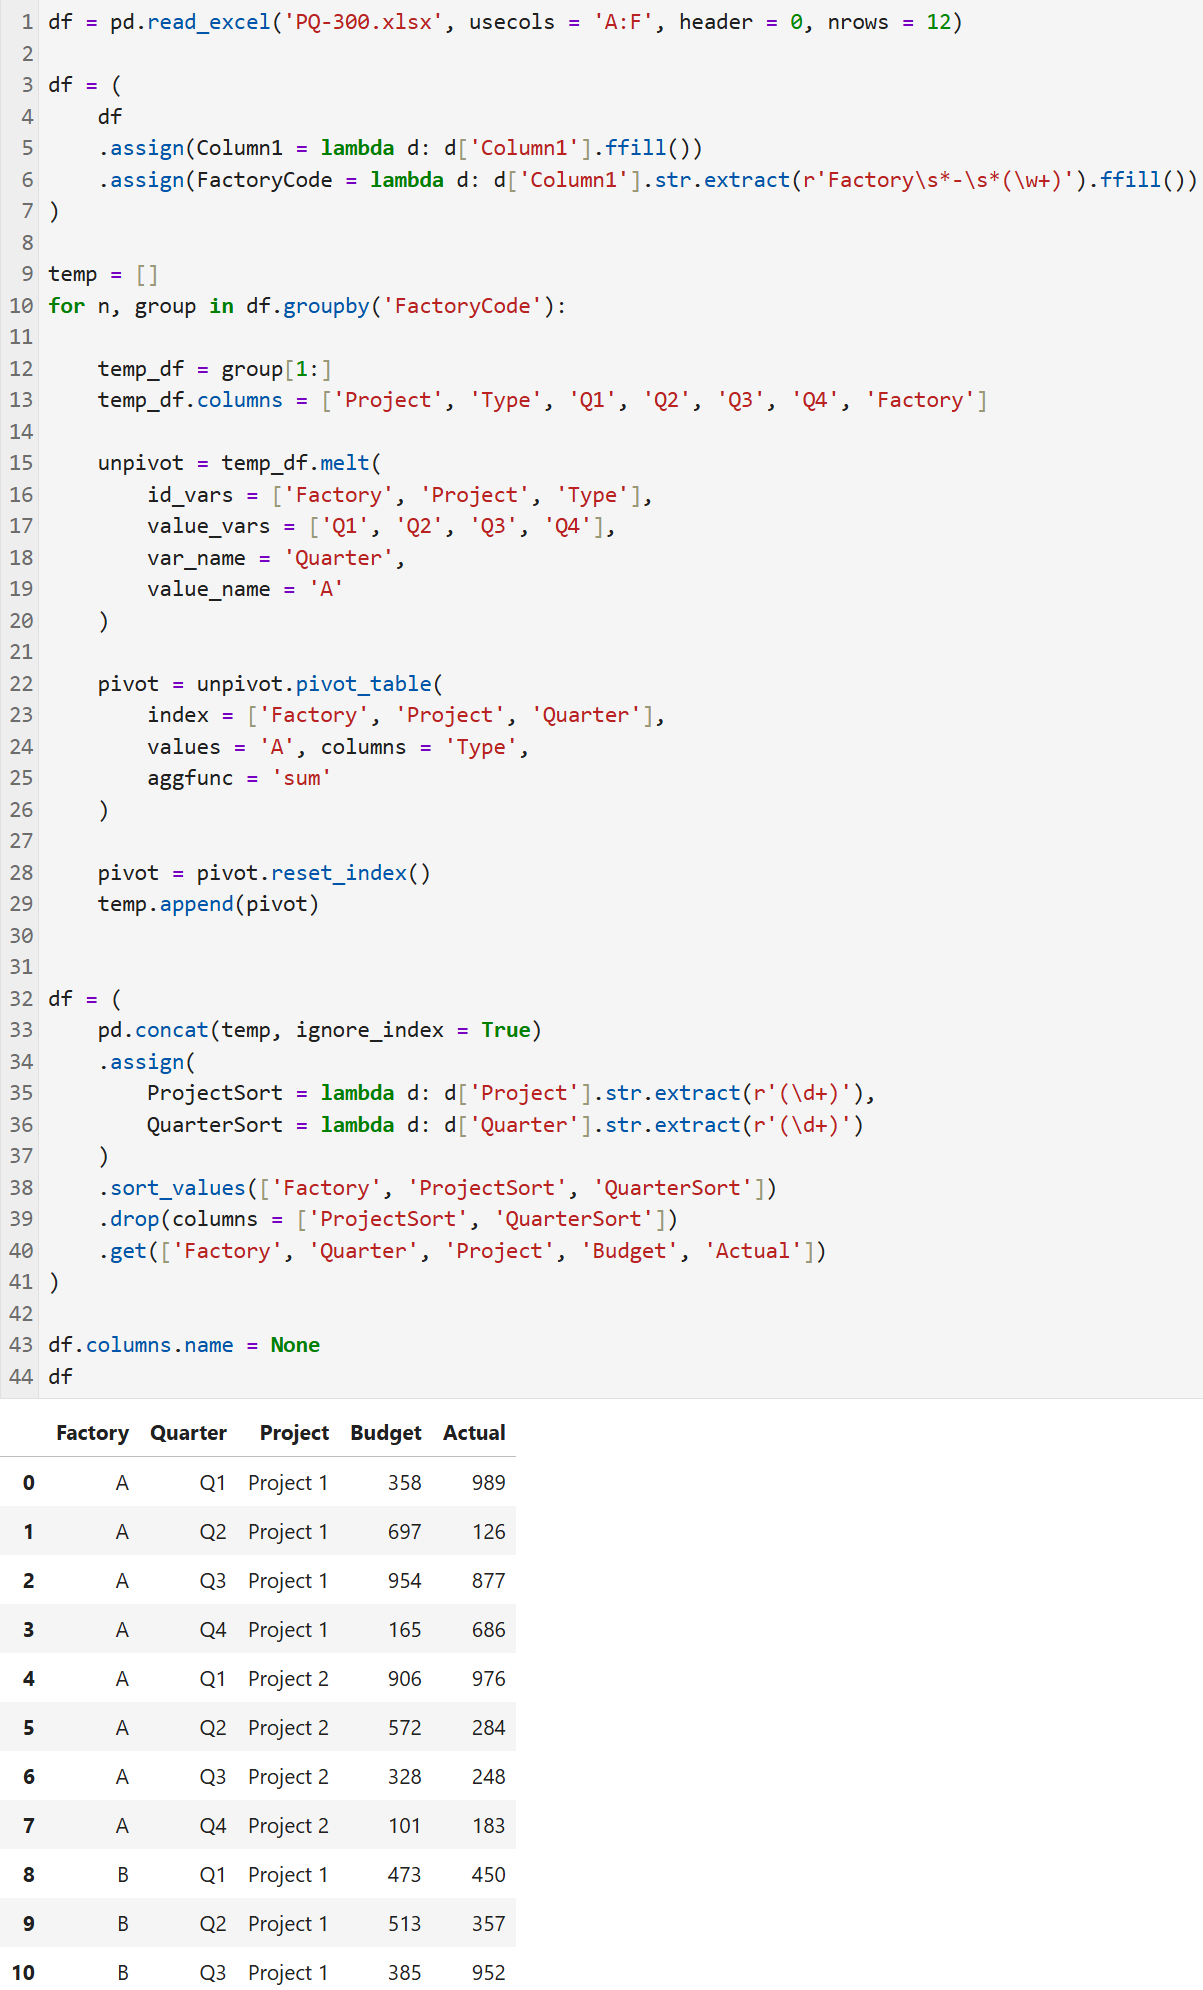 1 df = pd.read_excel('PQ-300.xlsx', usecols = 'A:F', header = 0, nrows = 12)
2
3 df = (
4     df
5     .assign(Column1 = lambda d: d['Column1'].ffill())
6     .assign(FactoryCode = lambda d: d['Column1'].str.extract(r'Factory\s*-\s*(\w+)').ffill())
7 )
8
9 temp = []
10 for n, group in df.groupby('FactoryCode'):
11
12     temp_df = group[1:]
13     temp_df.columns = ['Project', 'Type', 'Q1', 'Q2', 'Q3', 'Q4', 'Factory']
14
15     unpivot = temp_df.melt(
16         id_vars = ['Factory', 'Project', 'Type'],
17         value_vars = ['Q1', 'Q2', 'Q3', 'Q4'],
18         var_name = 'Quarter',
19         value_name = 'A'
20     )
21
22     pivot = unpivot.pivot_table(
23         index = ['Factory', 'Project', 'Quarter'],
24         values = 'A', columns = 'Type',
25         aggfunc = 'sum'
26     )
27
28     pivot = pivot.reset_index()
29     temp.append(pivot)
30
31
32 df = (
33     pd.concat(temp, ignore_index = True)
34     .assign(
35         ProjectSort = lambda d: d['Project'].str.extract(r'(\d+)'),
36         QuarterSort = lambda d: d['Quarter'].str.extract(r'(\d+)')
37     )
38     .sort_values(['Factory', 'ProjectSort', 'QuarterSort'])
39     .drop(columns = ['ProjectSort', 'QuarterSort'])
40     .get(['Factory', 'Quarter', 'Project', 'Budget', 'Actual'])
41 )
42
43 df.columns.name = None
44 df
Factory Quarter Project Budget Actual
0 A Q1 Project 1 358 989
1 A Q2 Project 1 697 126
2 A Q3 Project 1 954 877
3 A Q4 Project 1 165 686
4 A Q1 Project 2 906 976
5 A Q2 Project 2 572 284
6 A Q3 Project 2 328 248
7 A Q4 Project 2 101 183
8 B Q1 Project 1 473 450
9 B Q2 Project 1 513 357
10 B Q3 Project 1 385 952